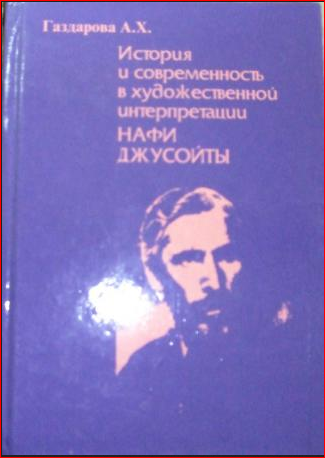 Газдарова А.Х.
История
и современность
в художественной
интерпретации
НАФИ
ДЖУСОЙТЫ